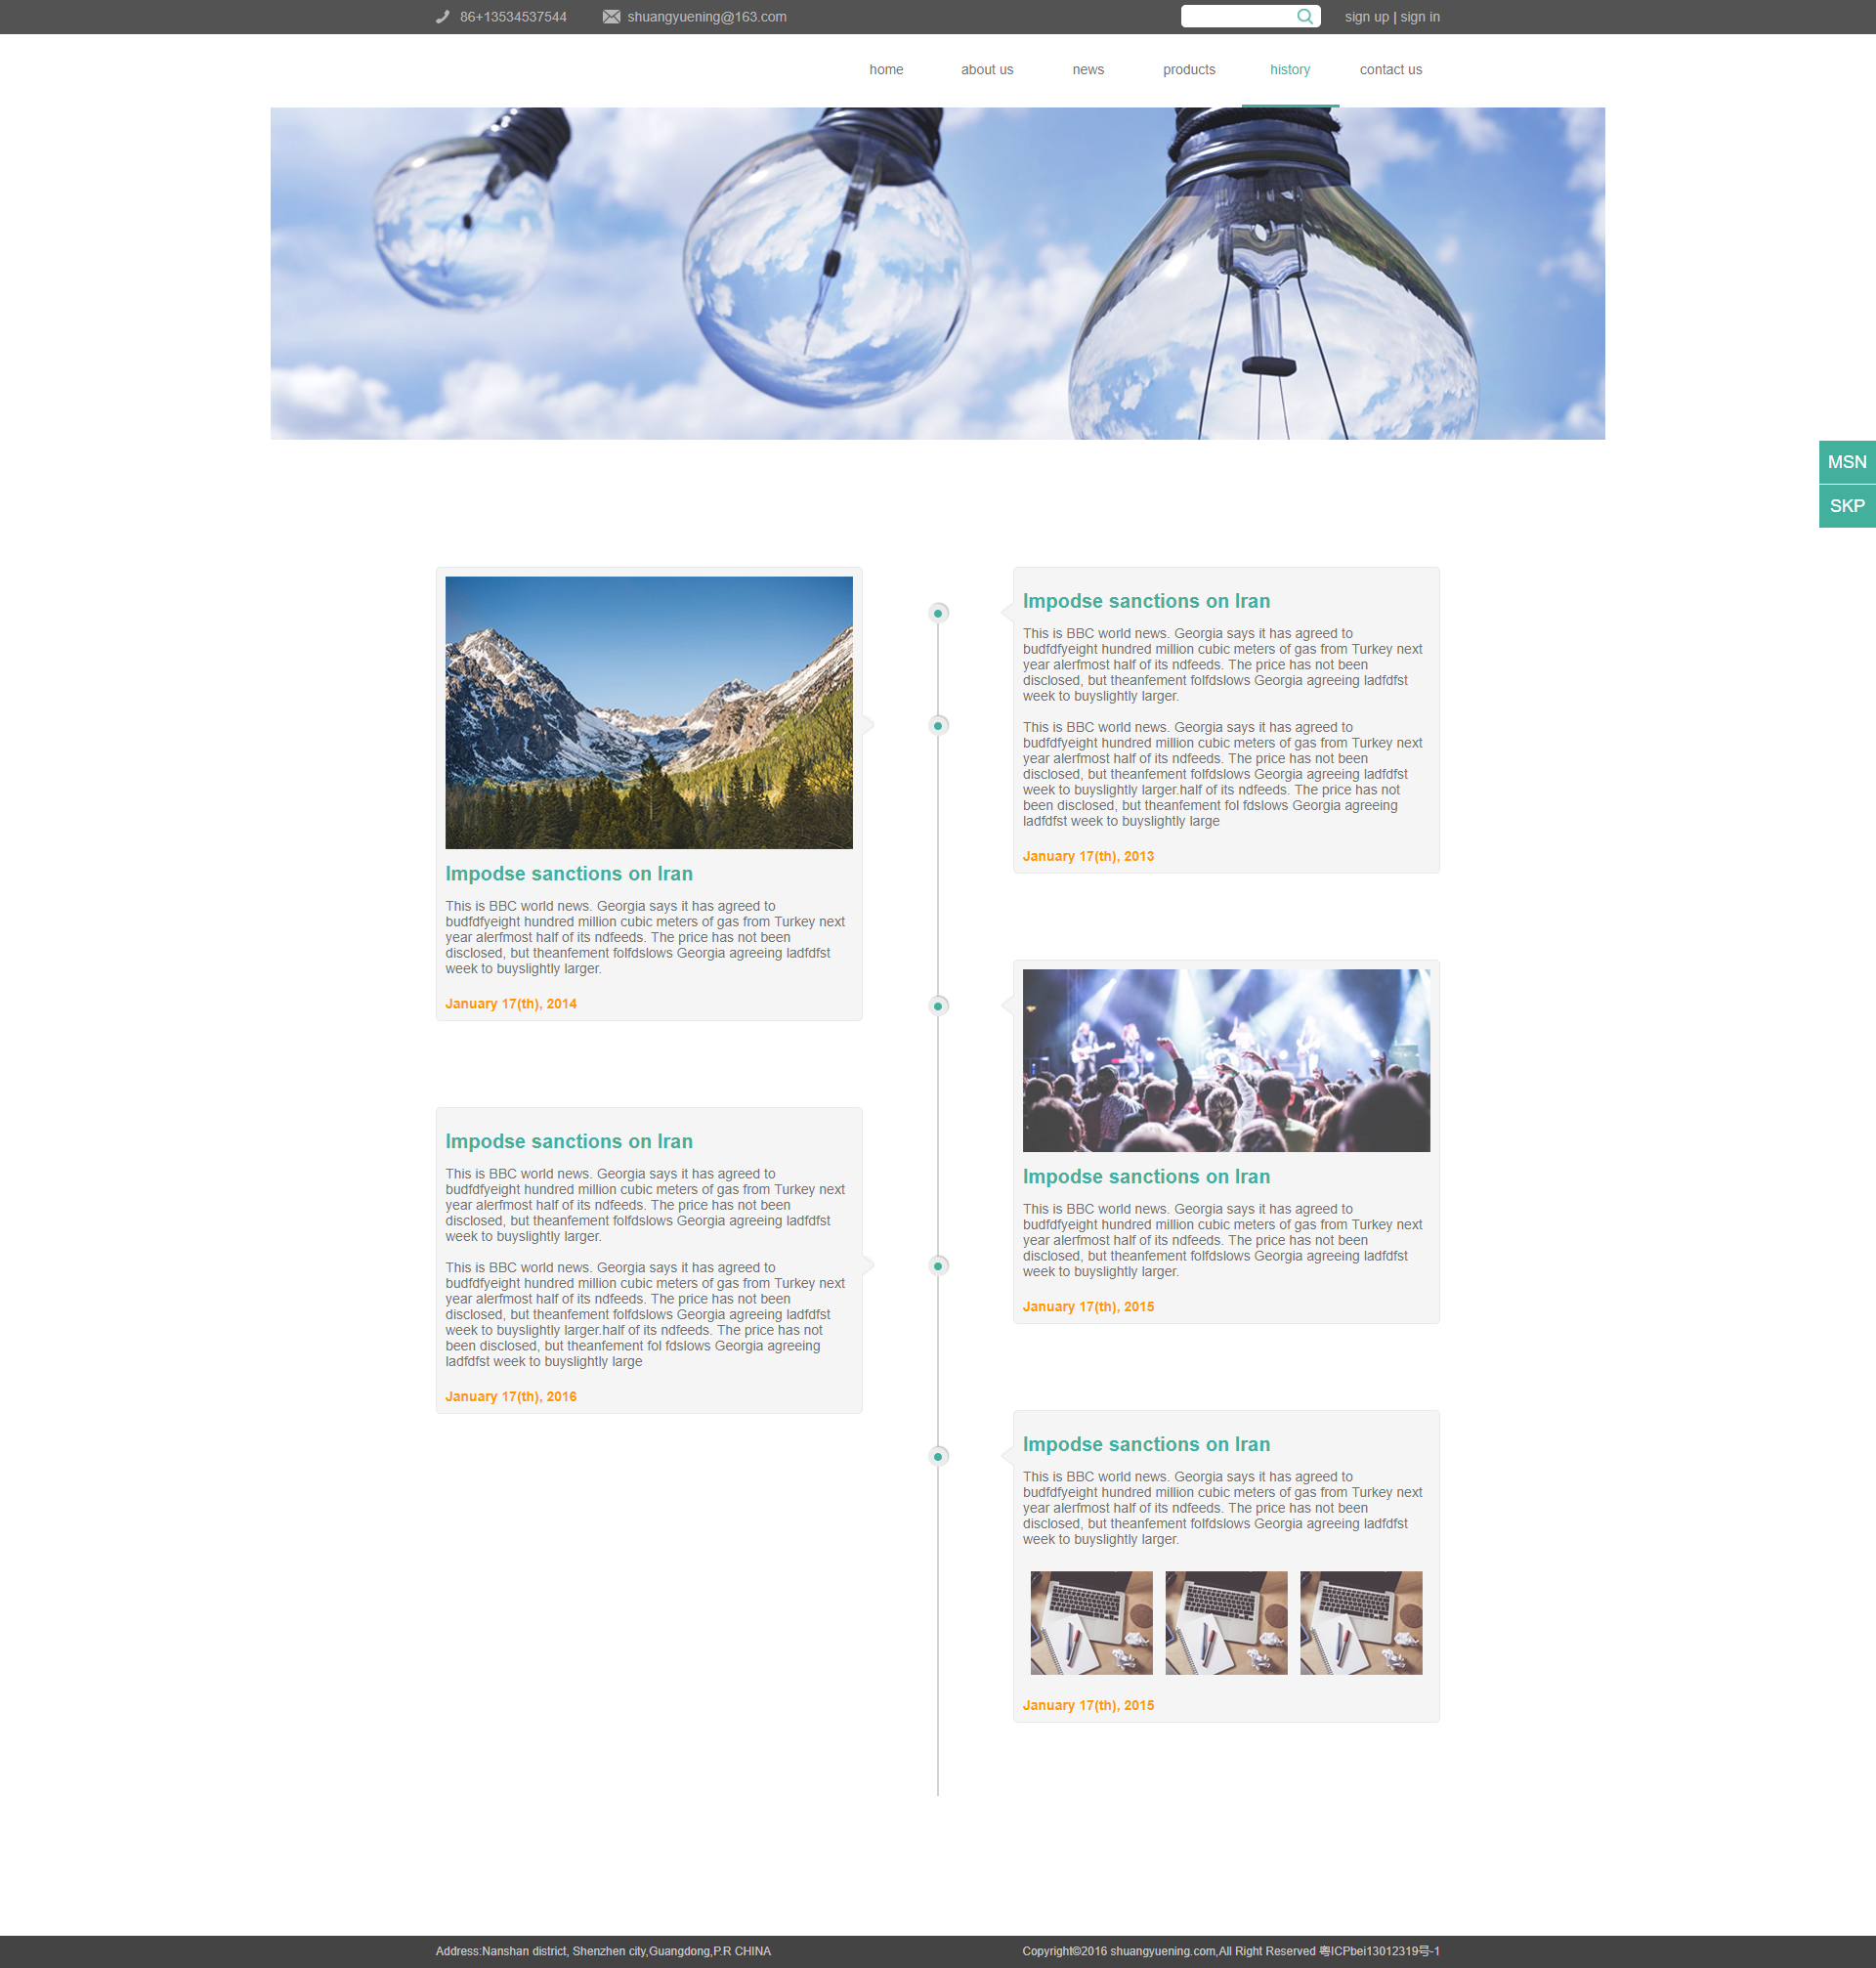 86+13534537544
shuangyuening@163.com
sign up | sign in
home
about us
news
products
history
contact us
MSN
SKP
Impodse sanctions on Iran
This is BBC world news. Georgia says it has agreed to
budfdfyeight hundred million cubic meters of gas from Turkey next
year alerfmost half of its ndfeeds. The price has not been
disclosed, but theanfement folfdslows Georgia agreeing ladfdfst
week to buyslightly larger.
This is BBC world news. Georgia says it has agreed to
budfdfyeight hundred million cubic meters of gas from Turkey next
year alerfmost half of its ndfeeds. The price has not been
disclosed, but theanfement folfdslows Georgia agreeing ladfdfst
week to buyslightly larger.half of its ndfeeds. The price has not
been disclosed, but theanfement fol fdslows Georgia agreeing
ladfdfst week to buyslightly large
January 17(th), 2013
Impodse sanctions on Iran
This is BBC world news. Georgia says it has agreed to
budfdfyeight hundred million cubic meters of gas from Turkey next
year alerfmost half of its ndfeeds. The price has not been
disclosed, but theanfement folfdslows Georgia agreeing ladfdfst
week to buyslightly larger.
January 17(th), 2014
Impodse sanctions on Iran
This is BBC world news. Georgia says it has agreed to
budfdfyeight hundred million cubic meters of gas from Turkey next
year alerfmost half of its ndfeeds. The price has not been
disclosed, but theanfement folfdslows Georgia agreeing ladfdfst
week to buyslightly larger.
January 17(th), 2015
Impodse sanctions on Iran
This is BBC world news. Georgia says it has agreed to
budfdfyeight hundred million cubic meters of gas from Turkey next
year alerfmost half of its ndfeeds. The price has not been
disclosed, but theanfement folfdslows Georgia agreeing ladfdfst
week to buyslightly larger.
This is BBC world news. Georgia says it has agreed to
budfdfyeight hundred million cubic meters of gas from Turkey next
year alerfmost half of its ndfeeds. The price has not been
disclosed, but theanfement folfdslows Georgia agreeing ladfdfst
week to buyslightly larger.half of its ndfeeds. The price has not
been disclosed, but theanfement fol fdslows Georgia agreeing
ladfdfst week to buyslightly large
January 17(th), 2016
Impodse sanctions on Iran
This is BBC world news. Georgia says it has agreed to
budfdfyeight hundred million cubic meters of gas from Turkey next
year alerfmost half of its ndfeeds. The price has not been
disclosed, but theanfement folfdslows Georgia agreeing ladfdfst
week to buyslightly larger.
January 17(th), 2015
Address:Nanshan district, Shenzhen city,Guangdong,P.R CHINA
Copyright©2016 shuangyuening.com,All Right Reserved 粤ICPbei13012319号-1